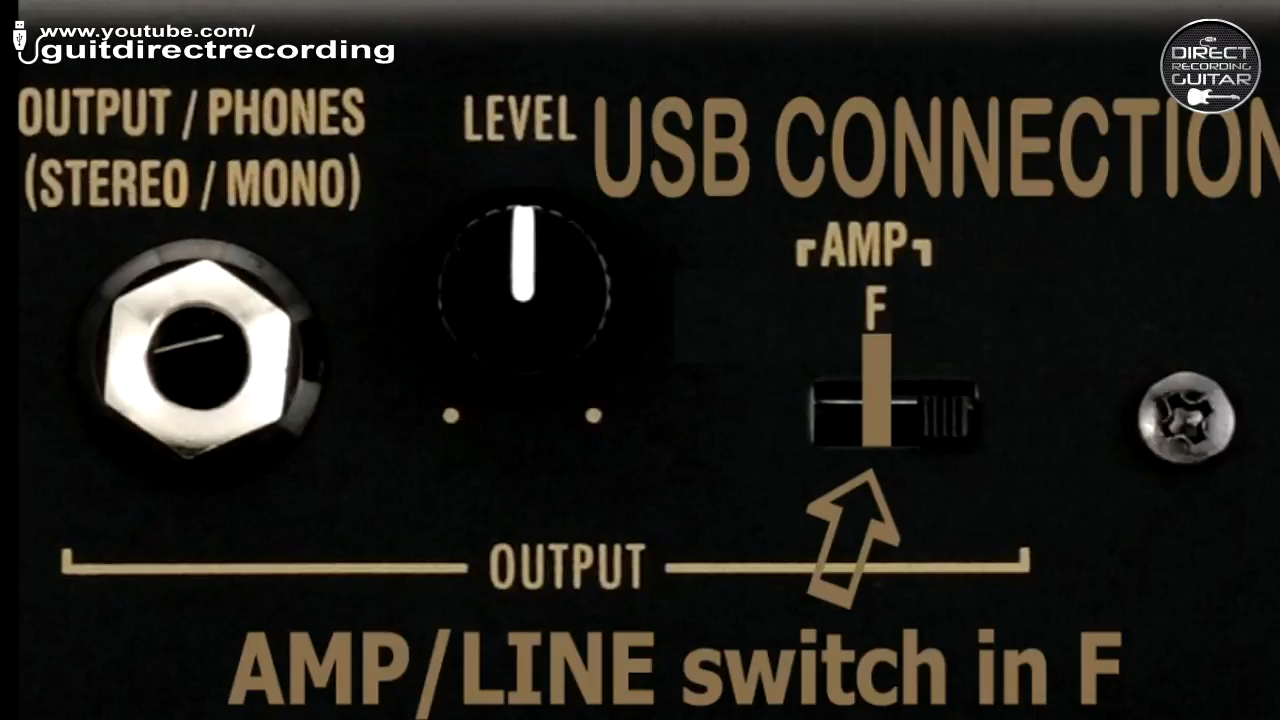 www.youtube.com/
guitdirectrecording
DIRECT
RECORDING
GUITAR
OUTPUT / PHONES
(STEREO / MONO)
LEVEL
USB CONNECTION
AMP
F
OUTPUT
AMP/LINE switch in F